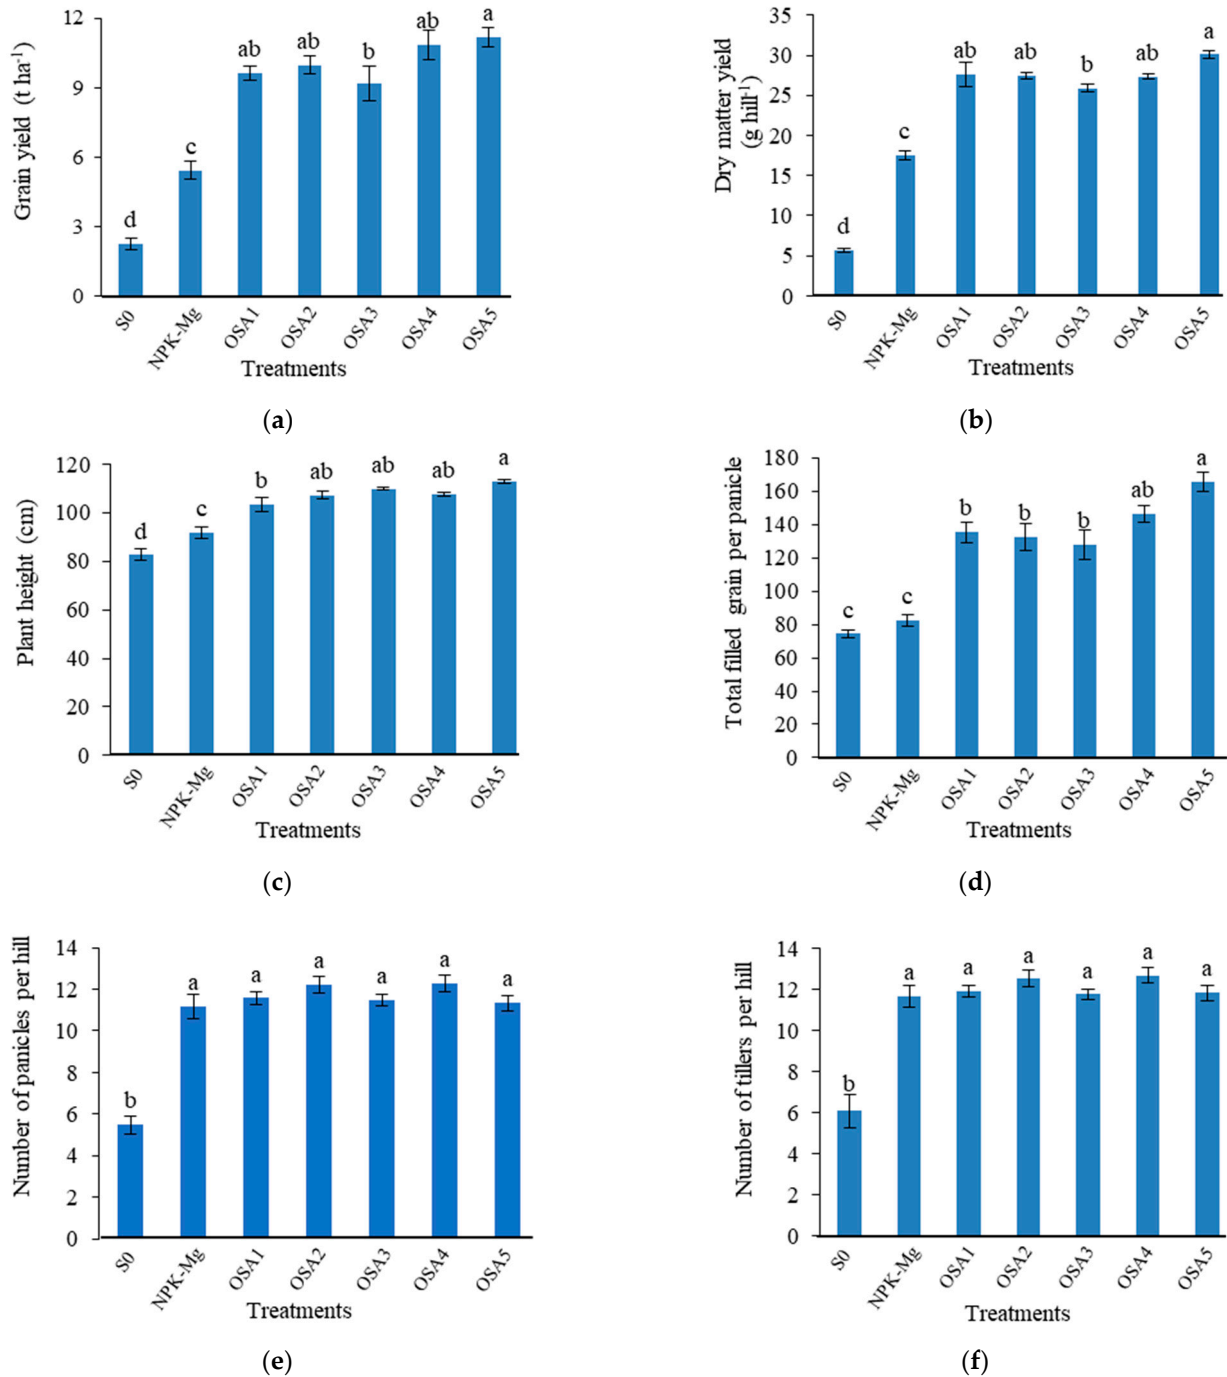 Grain yield (t ha-1)
12
9
6
3
0
d
c
ab
ab
b
ab
a
S0
NPK-Mg
OSA1
OSA2
OSA3
OSA4
OSA5
Treatments
(a)
Dry matter yield
(g hill-1)
35
30
25
20
15
10
5
0
d
c
ab
ab
b
ab
a
S0
NPK-Mg
OSA1
OSA2
OSA3
OSA4
OSA5
Treatments
(b)
Plant height (cm)
120
100
80
60
40
20
0
d
c
b
ab
ab
ab
a
S0
NPK-Mg
OSA1
OSA2
OSA3
OSA4
OSA5
Treatments
(c)
Total filled grain per panicle
180
160
140
120
100
80
60
40
20
0
c
c
b
b
b
ab
a
S0
NPK-Mg
OSA1
OSA2
OSA3
OSA4
OSA5
Treatments
(d)
Number of panicles per hill
14
12
10
8
6
4
2
0
b
a
a
a
a
a
a
S0
NPK-Mg
OSA1
OSA2
OSA3
OSA4
OSA5
Treatments
(e)
Number of tillers per hill
14
12
10
8
6
4
2
0
b
a
a
a
a
a
a
S0
NPK-Mg
OSA1
OSA2
OSA3
OSA4
OSA5
Treatments
(f)